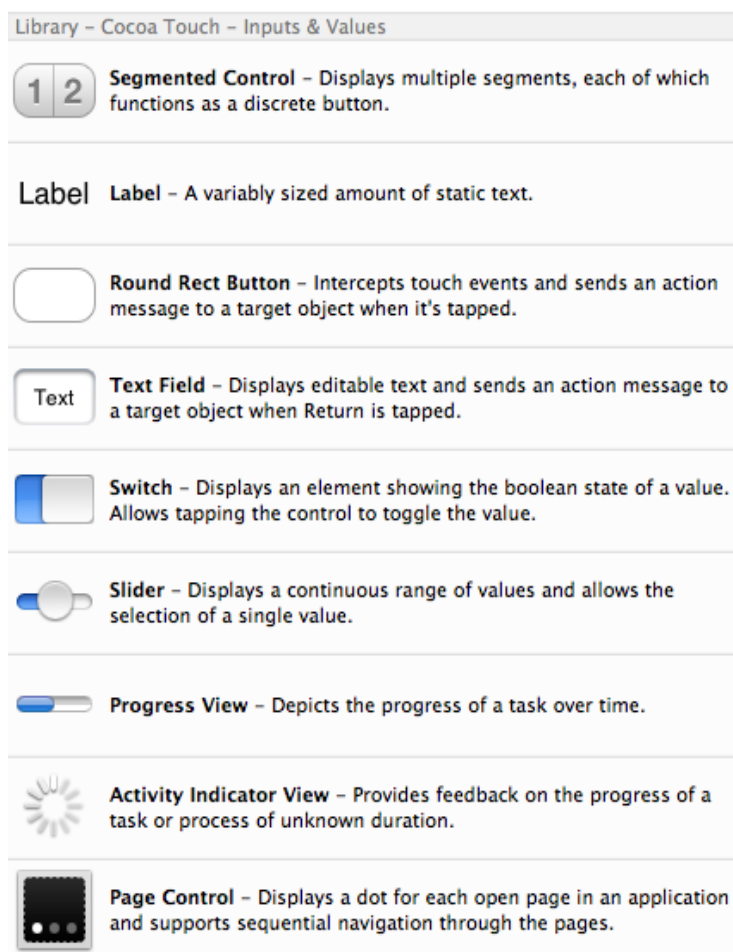 Library – Cocoa Touch – Inputs & Values
1 2
Segmented Control – Displays multiple segments, each of which
functions as a discrete button.
Label
Label – A variably sized amount of static text.
Round Rect Button – Intercepts touch events and sends an action
message to a target object when it's tapped.
Text
Text Field – Displays editable text and sends an action message to
a target object when Return is tapped.
Switch – Displays an element showing the boolean state of a value.
Allows tapping the control to toggle the value.
Slider – Displays a continuous range of values and allows the
selection of a single value.
Progress View – Depicts the progress of a task over time.
Activity Indicator View – Provides feedback on the progress of a
task or process of unknown duration.
Page Control – Displays a dot for each open page in an application
and supports sequential navigation through the pages.